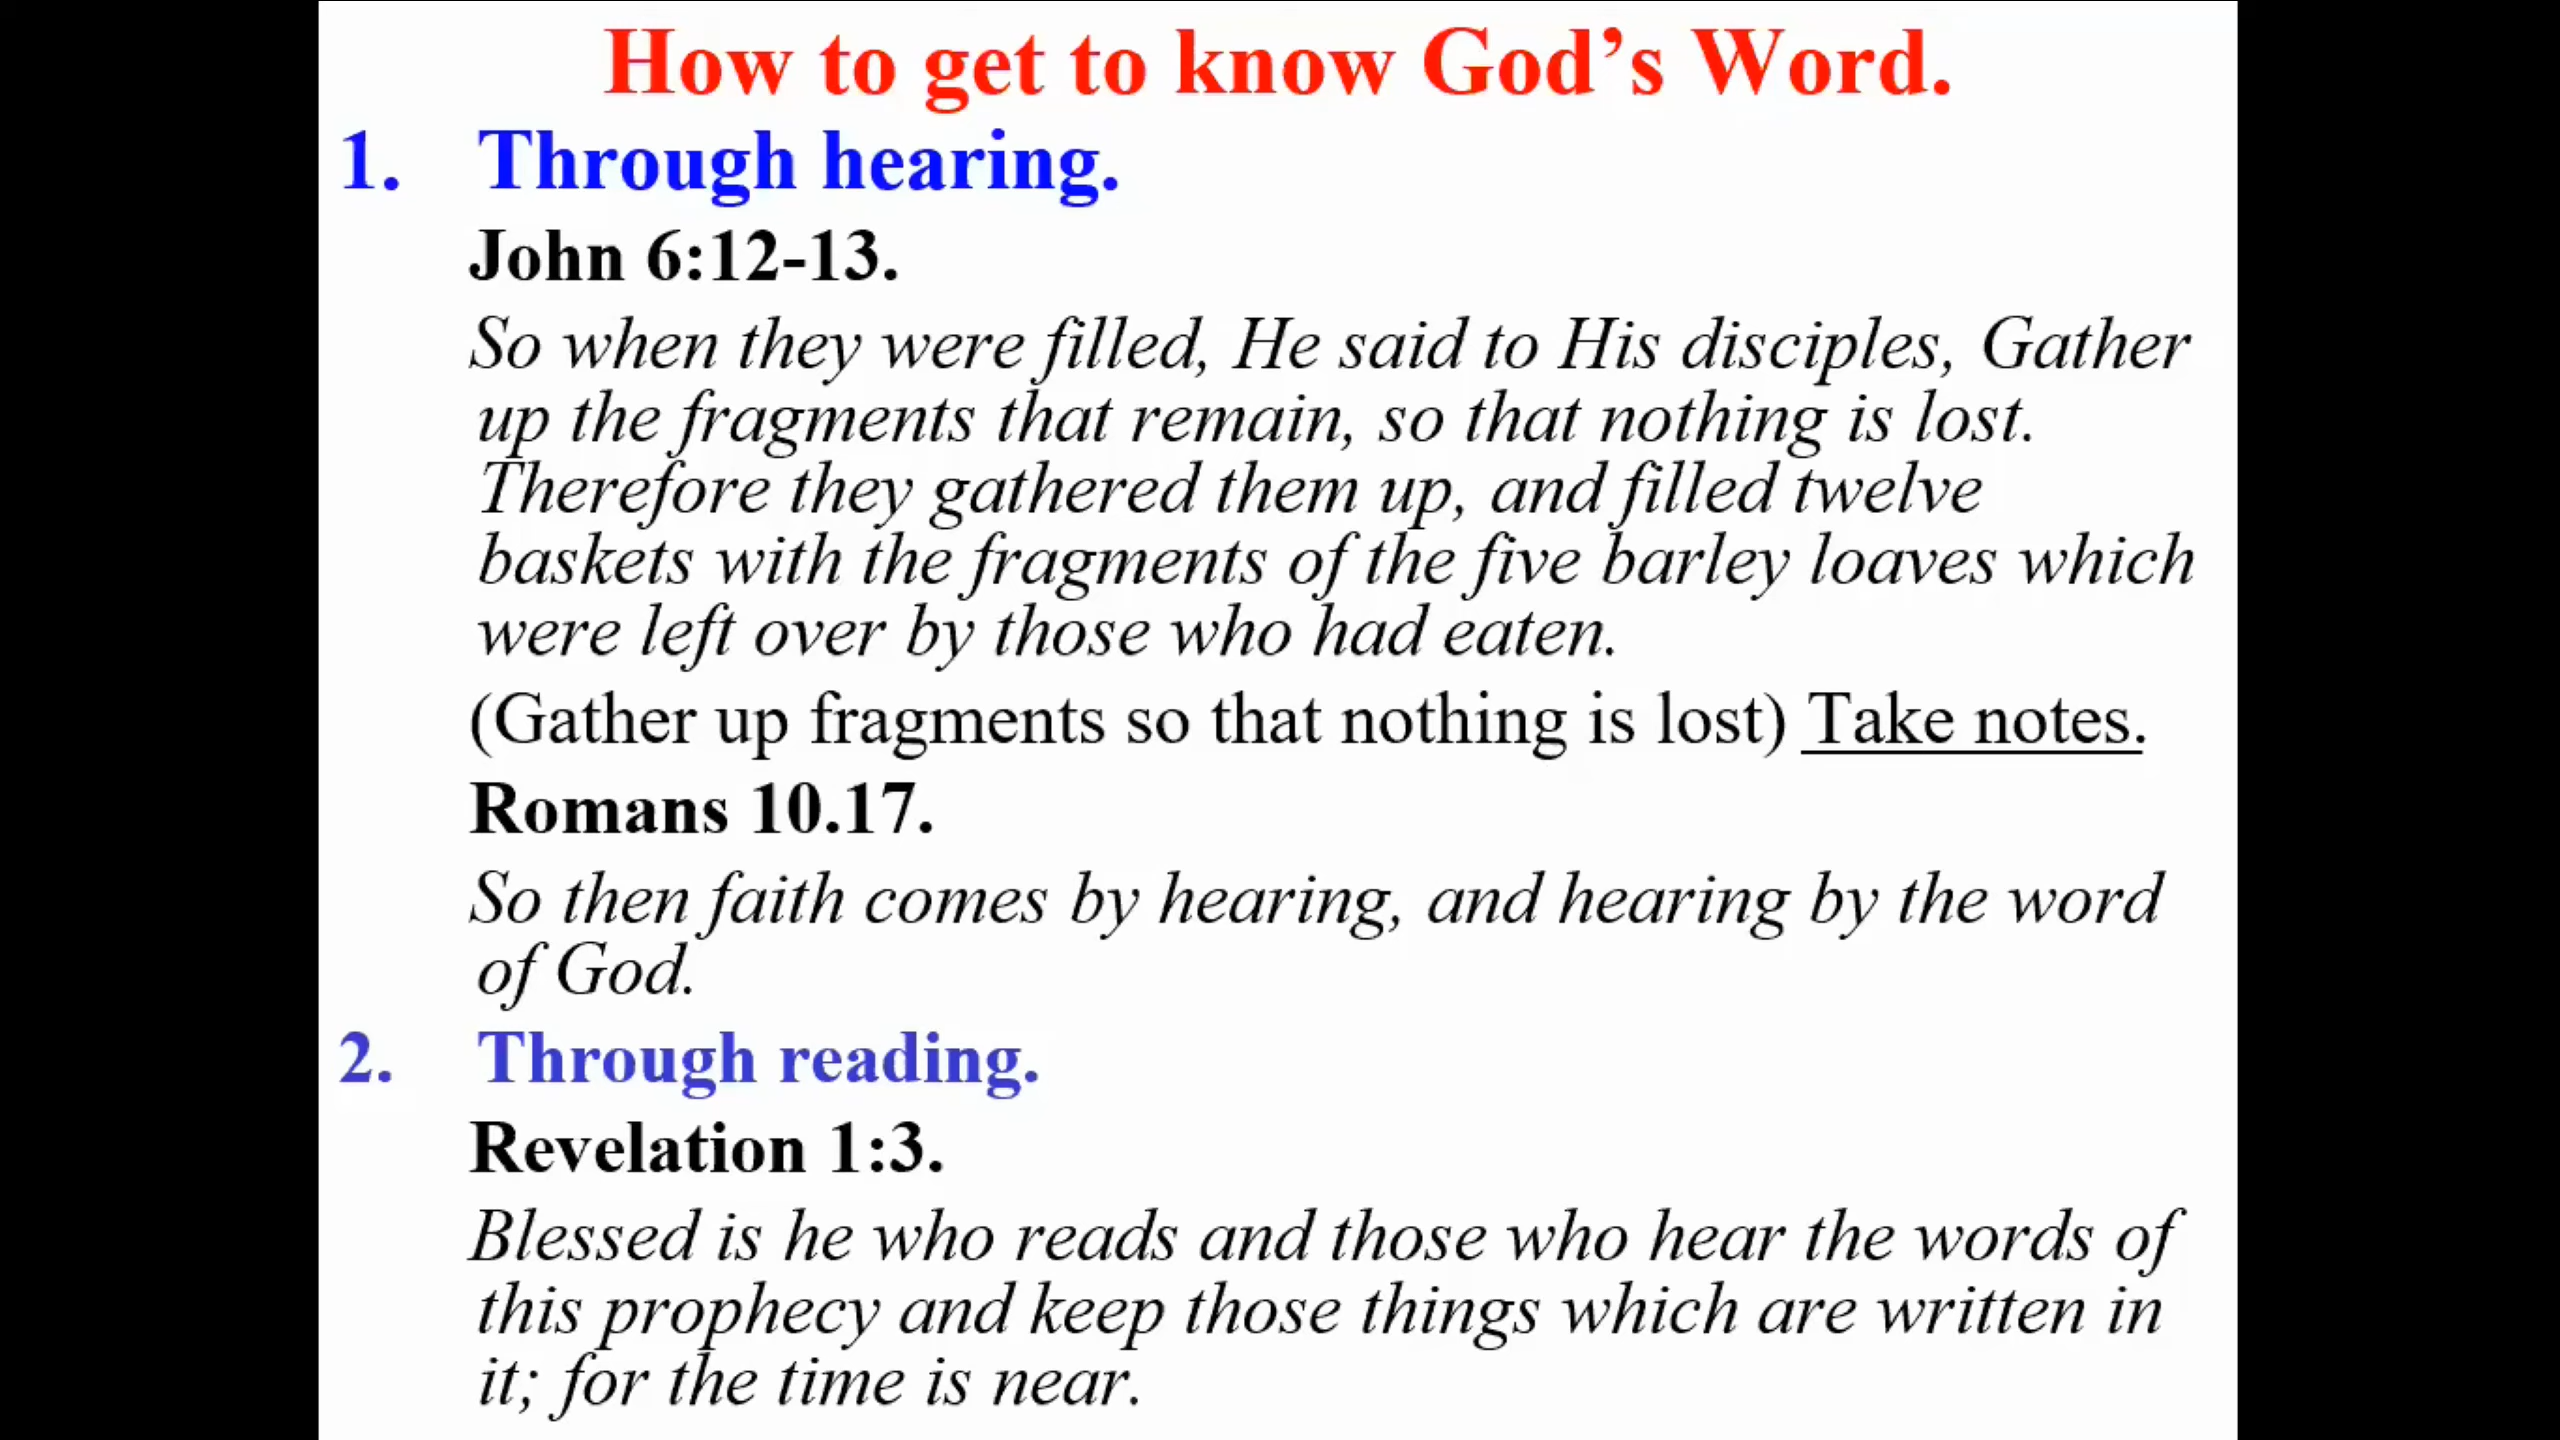 How to get to know God’s Word.
1. Through hearing.
John 6:12-13.
So when they were filled, He said to His disciples, Gather
up the fragments that remain, so that nothing is lost.
Therefore they gathered them up, and filled twelve
baskets with the fragments of the five barley loaves which
were left over by those who had eaten.
(Gather up fragments so that nothing is lost) Take notes.
Romans 10.17.
So then faith comes by hearing, and hearing by the word
of God.
2. Through reading.
Revelation 1:3.
Blessed is he who reads and those who hear the words of
this prophecy and keep those things which are written in
it; for the time is near.